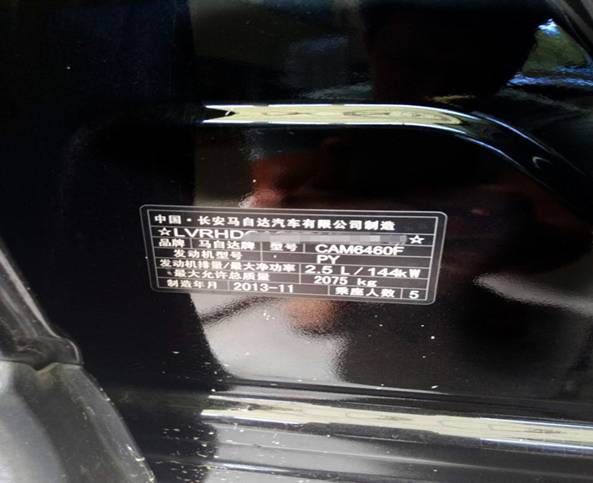 中国·长安马自达汽车有限公司制造
☆LVRHD ☆
品牌 马自达牌 型号 CAM6460F
发动机型号 PY
发动机排量/最大净功率 2.5 L/144kW
最大允许总质量 2075 kg
制造年月 2013-11 乘座人数 5